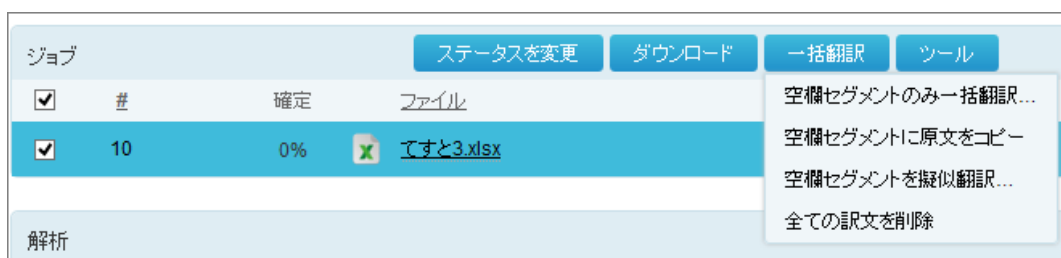 ジョブ ステータスを変更 ダウンロード 一括翻訳 ツール
# 確定 ファイル
10 0% てすと3.xlsx
空欄セグメントのみ一括翻訳...
空欄セグメントに原文をコピー
空欄セグメントを擬似翻訳...
全ての訳文を削除
解析